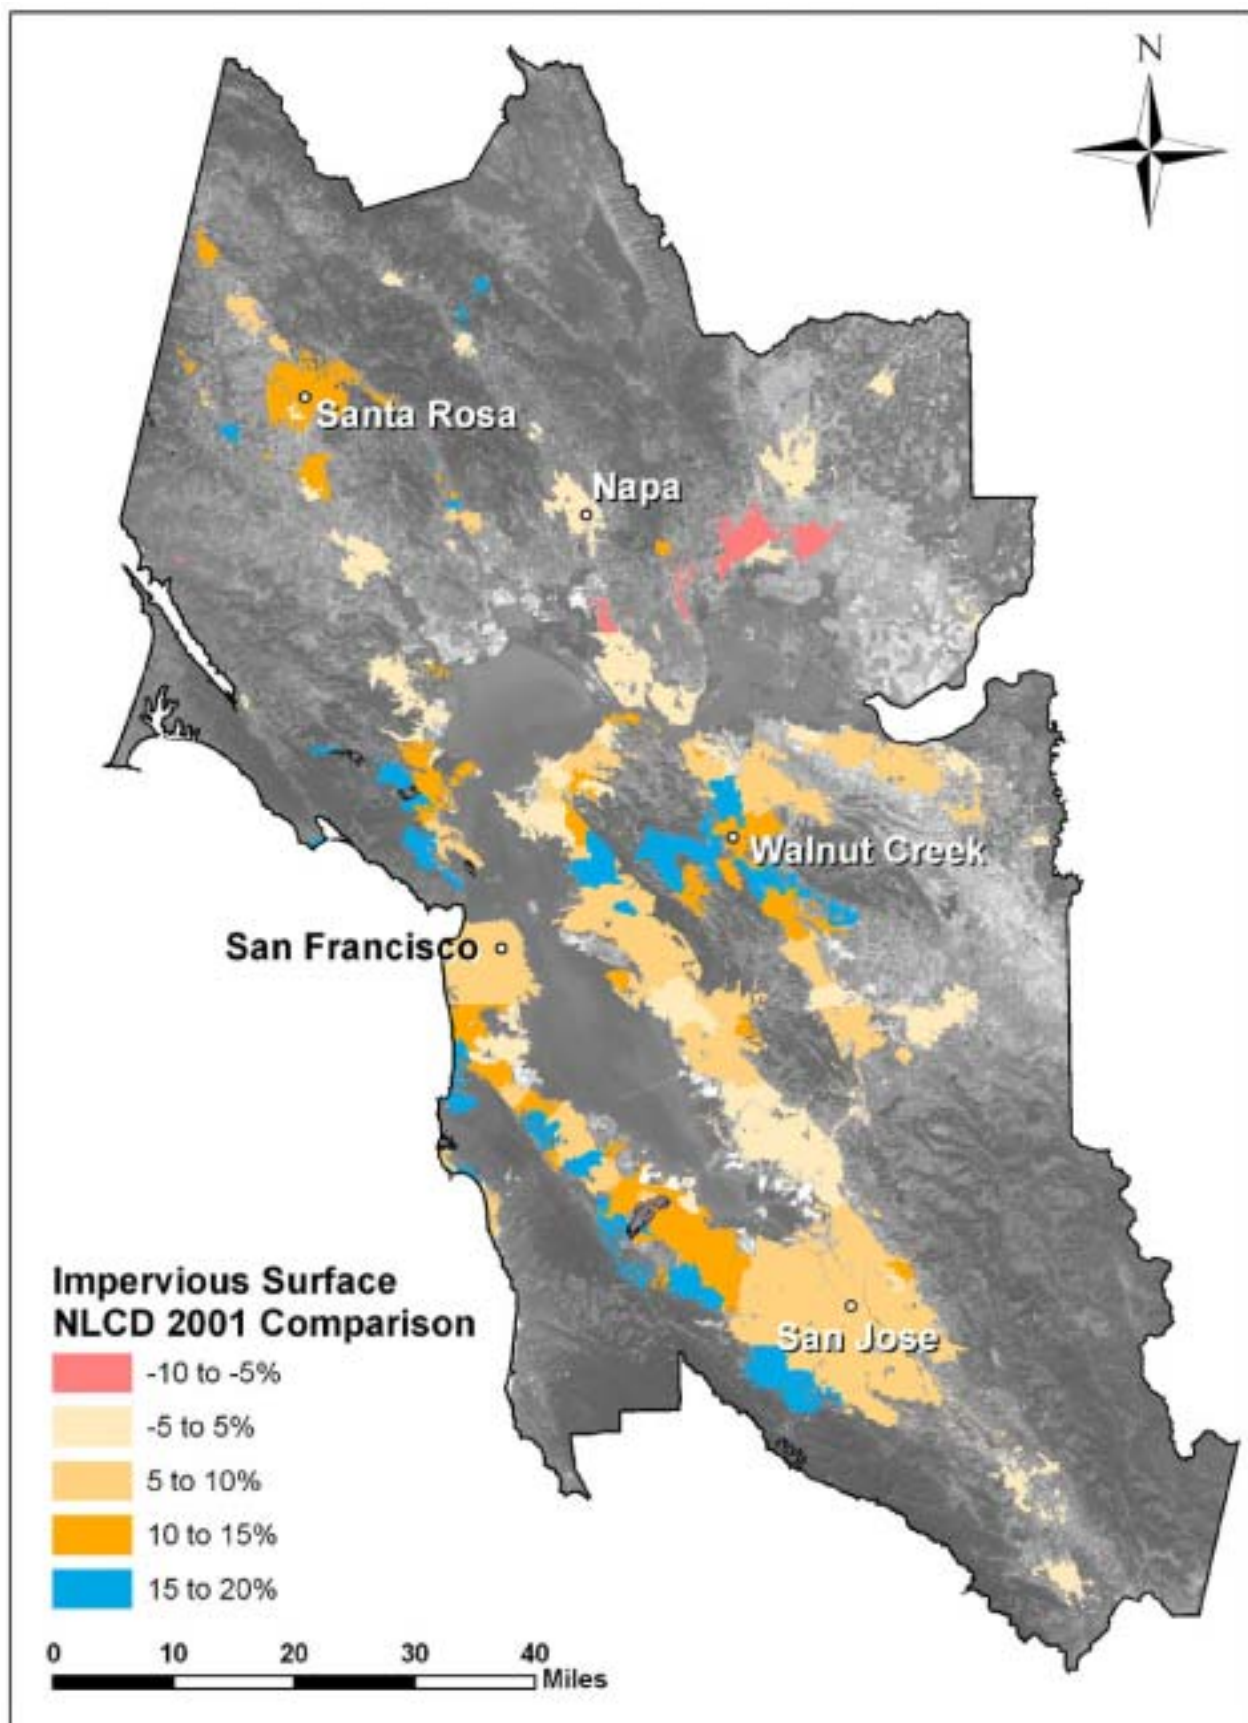 N
Santa Rosa
Napa
Walnut Creek
San Francisco
San Jose
Impervious Surface
NLCD 2001 Comparison
-10 to -5%
-5 to 5%
5 to 10%
10 to 15%
15 to 20%
0 10 20 30 40
Miles